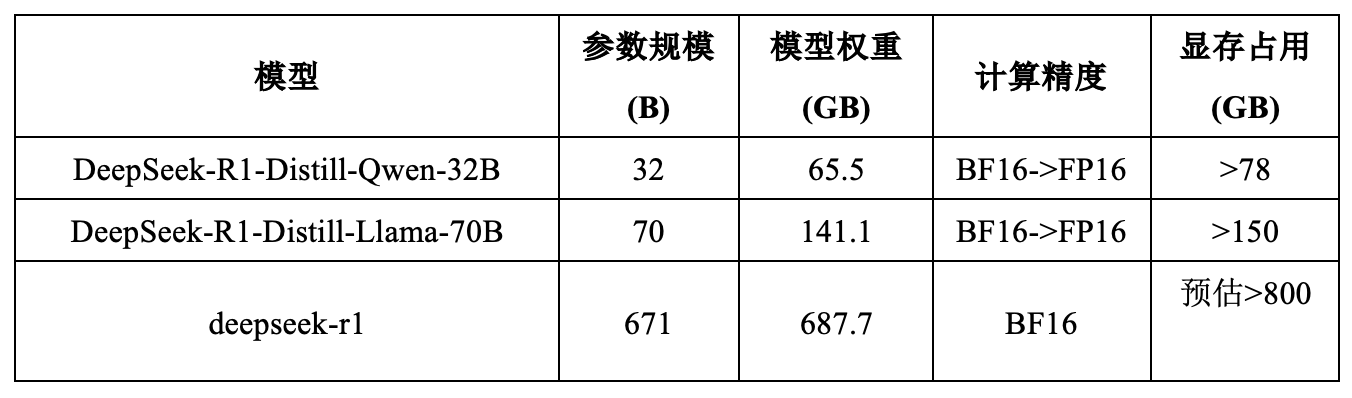 模型 参数规模 (B) 模型权重 (GB) 计算精度 显存占用 (GB)
DeepSeek-R1-Distill-Qwen-32B 32 65.5 BF16->FP16 >78
DeepSeek-R1-Distill-Llama-70B 70 141.1 BF16->FP16 >150
deepseek-r1 671 687.7 BF16 预估>800